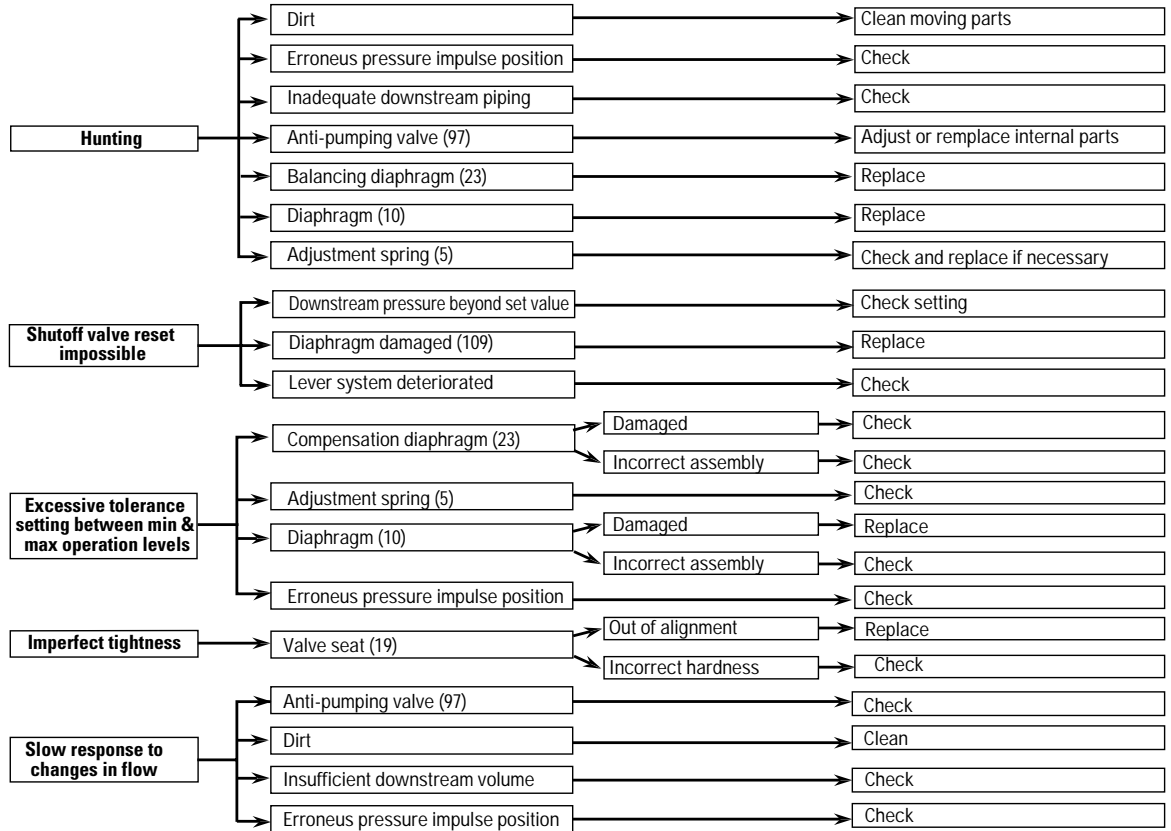 Dirt
Clean moving parts
Erroneus pressure impulse position
Check
Inadequate downstream piping
Check
Hunting
Anti-pumping valve (97)
Adjust or remplace internal parts
Balancing diaphragm (23)
Replace
Diaphragm (10)
Replace
Adjustment spring (5)
Check and replace if necessary
Shutoff valve reset
impossible
Downstream pressure beyond set value
Check setting
Diaphragm damaged (109)
Replace
Lever system deteriorated
Check
Excessive tolerance
setting between min &
max operation levels
Compensation diaphragm (23)
Damaged
Check
Incorrect assembly
Check
Adjustment spring (5)
Check
Diaphragm (10)
Damaged
Replace
Incorrect assembly
Check
Erroneus pressure impulse position
Check
Imperfect tightness
Valve seat (19)
Out of alignment
Replace
Incorrect hardness
Check
Slow response to
changes in flow
Anti-pumping valve (97)
Check
Dirt
Clean
Insufficient downstream volume
Check
Erroneus pressure impulse position
Check